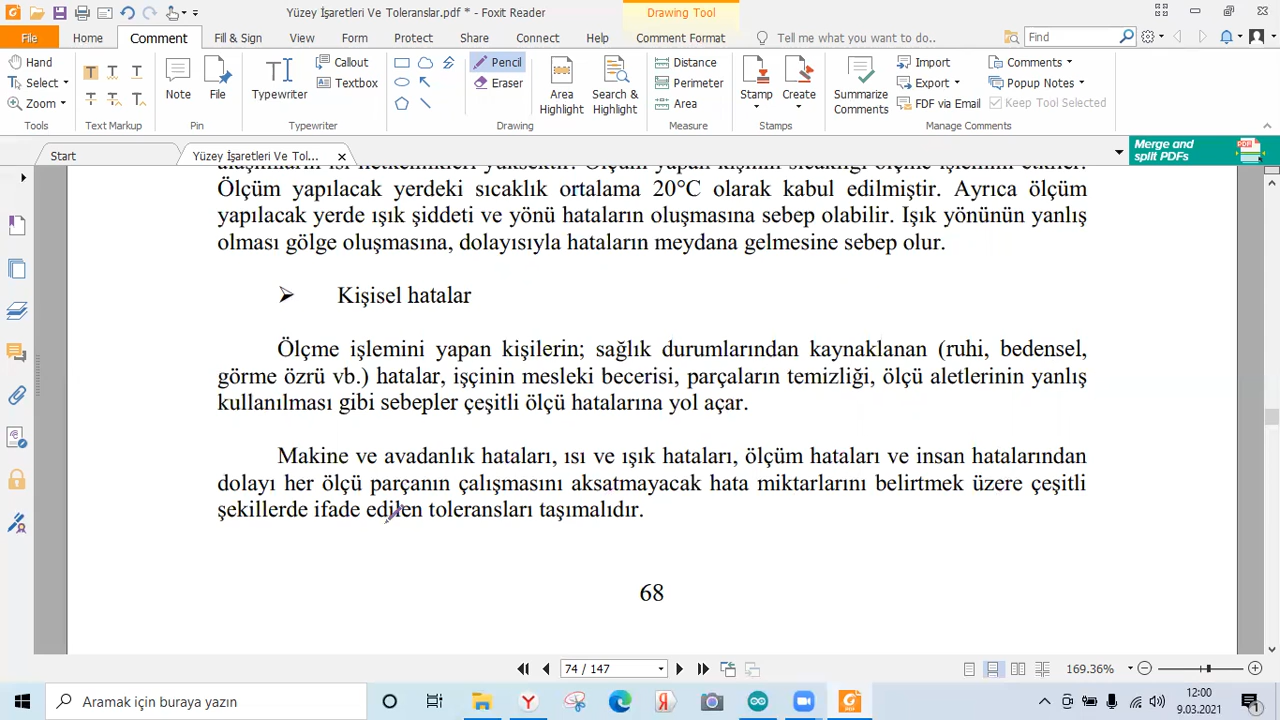 Yüzey İşaretleri Ve Toleranslar.pdf * - Foxit Reader
Drawing Tool
File Home Comment Fill & Sign View Form Protect Share Connect Help Comment Format Tell me what you want to do.. Find
Hand
Select
Zoom
Tools
Text Markup
Note
File
Pin
Typewriter
Callout
Textbox
Typewriter
Pencil
Eraser
Drawing
Area
Highlight
Search &
Highlight
Distance
Perimeter
Area
Measure
Stamp
Create
Stamps
Summarize
Comments
Import
Export
FDF via Email
Comments
Popup Notes
Keep Tool Selected
Manage Comments
Start
Yüzey İşaretleri Ve Tol...
Merge and
split PDFs
Ölçüm yapılacak yerdeki sıcaklık ortalama 20°C olarak kabul edilmiştir. Ayrıca ölçüm
yapılacak yerde ışık şiddeti ve yönü hataların oluşmasına sebep olabilir. Işık yönünün yanlış
olması gölge oluşmasına, dolayısıyla hataların meydana gelmesine sebep olur.
Kişisel hatalar
Ölçme işlemini yapan kişilerin; sağlık durumlarından kaynaklanan (ruhi, bedensel,
görme özrü vb.) hatalar, işçinin mesleki becerisi, parçaların temizliği, ölçü aletlerinin yanlış
kullanılması gibi sebepler çeşitli ölçü hatalarına yol açar.
Makine ve avadanlık hataları, ısı ve ışık hataları, ölçüm hataları ve insan hatalarından
dolayı her ölçü parçanın çalışmasını aksatmayacak hata miktarlarını belirtmek üzere çeşitli
şekillerde ifade edilen toleransları taşımalıdır.
68
74 / 147
169.36%
Aramak için buraya yazın
12:00
9.03.2021